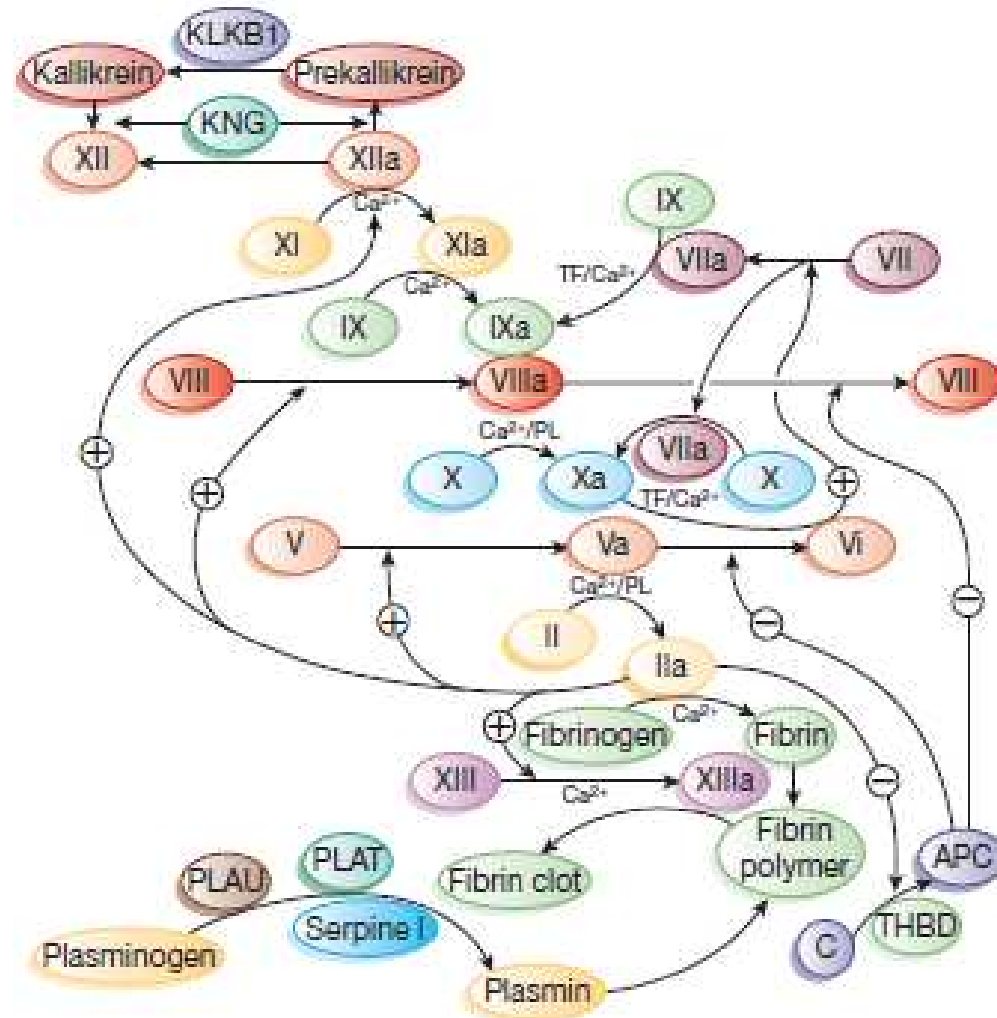 KLKB1
Kallikrein
Prekallikrein
KNG
XII
XIIa
Ca2+
XI
XIa
IX
VIIa
VII
TF/Ca2+
Ca2+
IX
IXa
VIII
VIIIa
VIII
Ca2+/PL
VIIa
X
Xa
X
TF/Ca2+
+
+
+
V
Va
Vi
Ca2+/PL
−
+
−
II
IIa
Ca2+
+
Fibrinogen
Fibrin
XIII
XIIIa
Ca2+
−
Fibrin
polymer
APC
PLAT
PLAU
Fibrin clot
Serpine I
THBD
C
Plasminogen
Plasmin